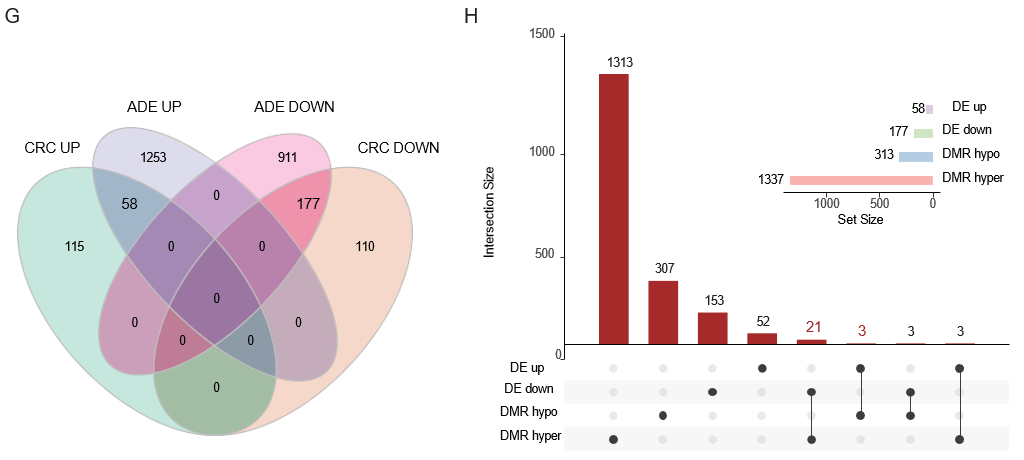 G
ADE UP
ADE DOWN
CRC UP
CRC DOWN
1253
911
0
58
177
115
0
0
110
0
0
0
0
0
0
H
1500
1000
500
0
Intersection Size
1313
307
153
52
21
3
3
3
58 DE up
177 DE down
313 DMR hypo
1337 DMR hyper
1000 500 0
Set Size
DE up
DE down
DMR hypo
DMR hyper